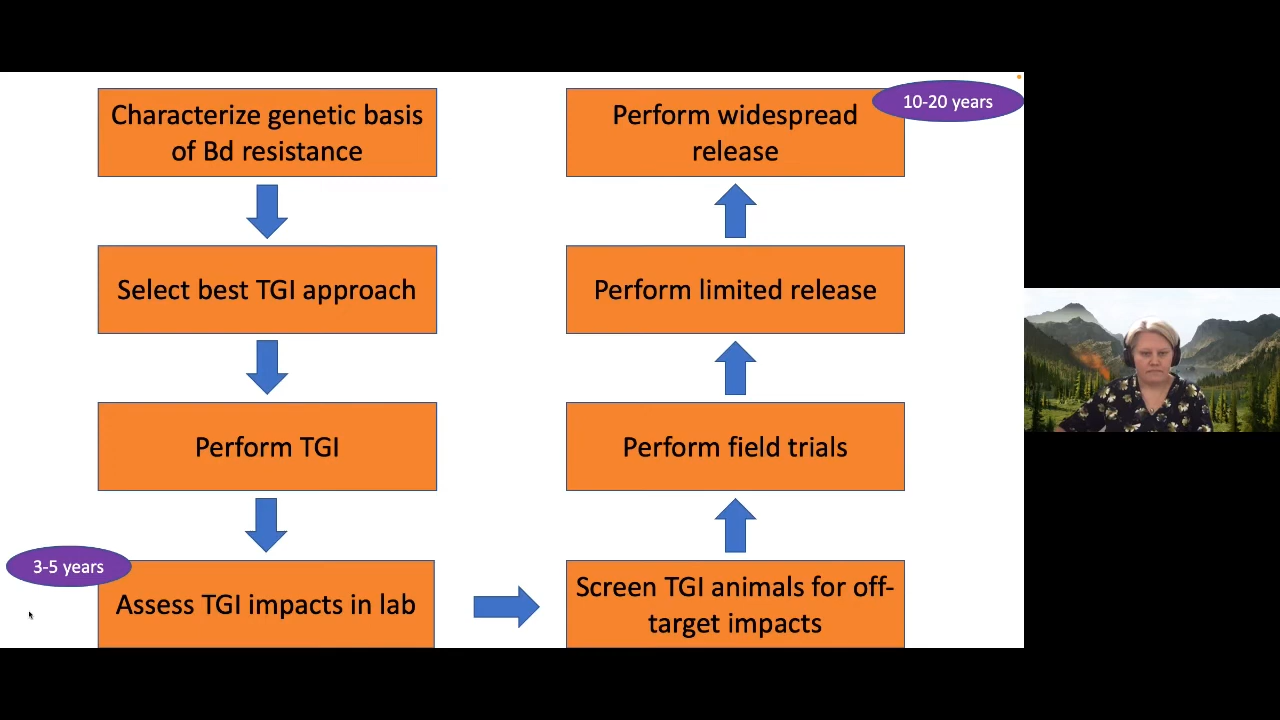 Characterize genetic basis
of Bd resistance
Select best TGI approach
Perform TGI
3-5 years
Assess TGI impacts in lab
Screen TGI animals for off-
target impacts
Perform field trials
Perform limited release
Perform widespread
release
10-20 years